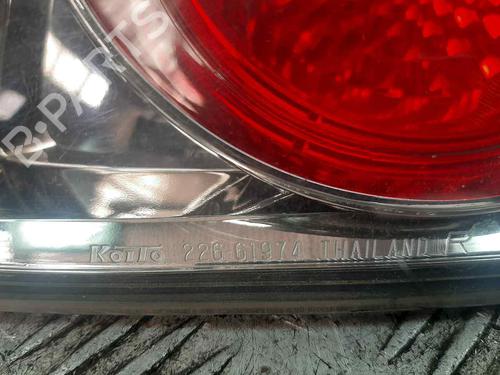 B-PARTS
KOITO 226 61974 THAILAND R